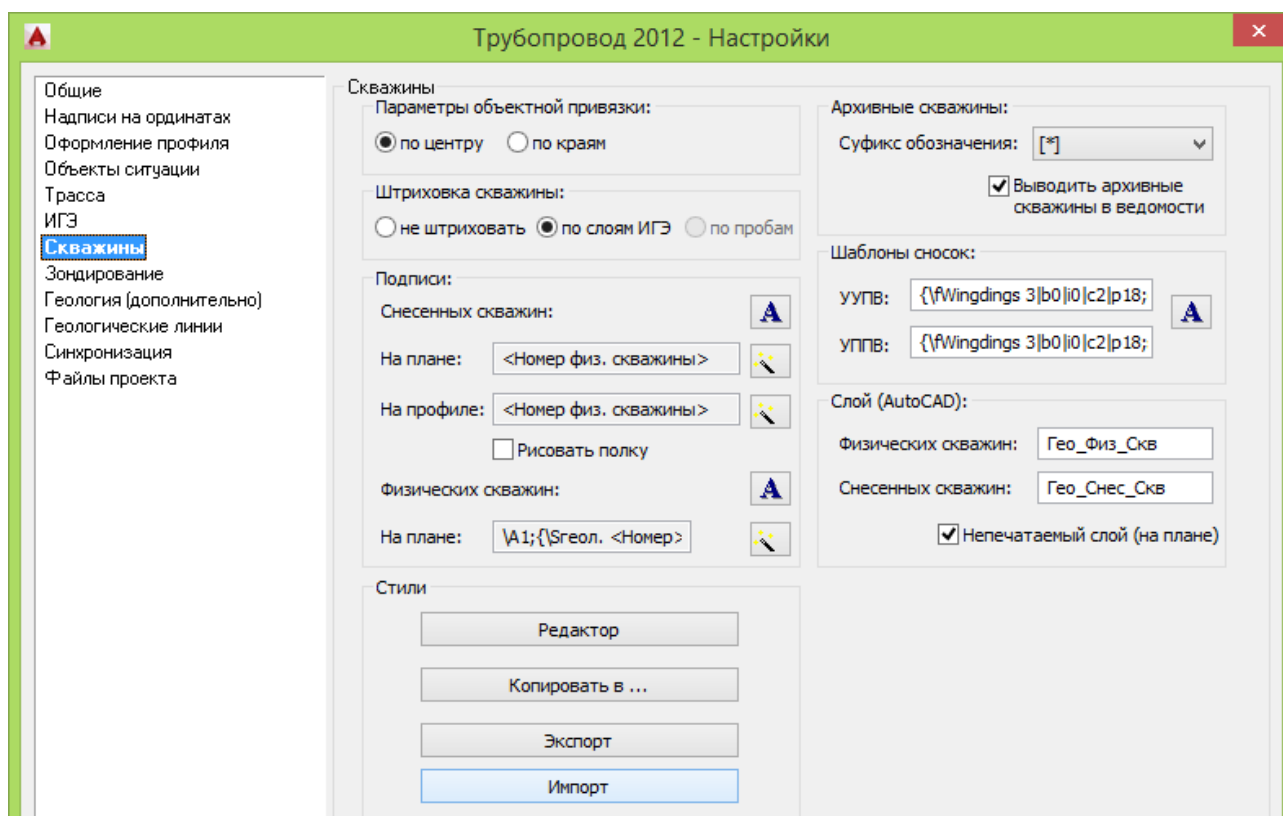 Трубопровод 2012 - Настройки
Общие
Надписи на ординатах
Оформление профиля
Объекты ситуации
Трасса
ИГЭ
Скважины
Зондирование
Геология (дополнительно)
Геологические линии
Синхронизация
Файлы проекта
Скважины
Параметры объектной привязки:
по центру по краям
Штриховка скважины:
не штриховать по слоям ИГЭ по пробам
Подписи:
Снесенных скважин: A
На плане: <Номер физ. скважины>
На профиле: <Номер физ. скважины>
Рисовать полку
Физических скважин: A
На плане: \A1;{\Sгеол. <Номер>
Стили
Редактор
Копировать в ...
Экспорт
Импорт
Архивные скважины:
Суфикс обозначения: [*]
Выводить архивные
скважины в ведомости
Шаблоны сносок:
УУПВ: {\fWingdings 3|b0|i0|c2|p18;
A
УППВ: {\fWingdings 3|b0|i0|c2|p18;
Слой (AutoCAD):
Физических скважин: Гео_Физ_Скв
Снесенных скважин: Гео_Снес_Скв
Непечатаемый слой (на плане)